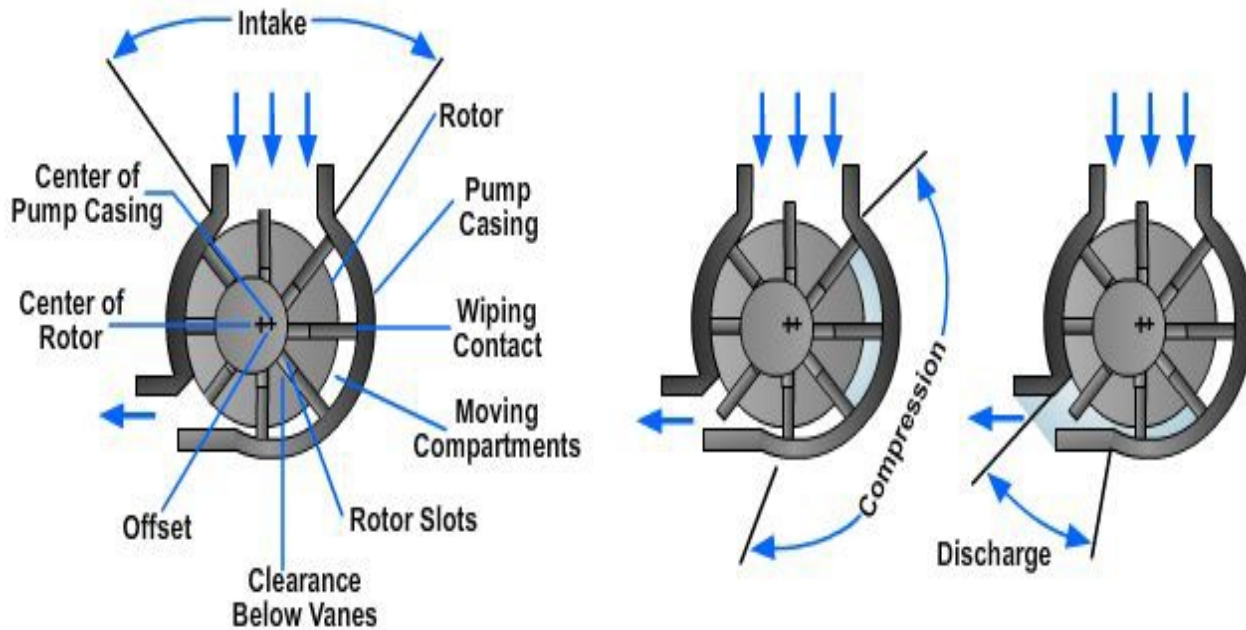 Intake
Rotor
Center of
Pump Casing
Pump
Casing
Center of
Rotor
Wiping
Contact
Moving
Compartments
Offset
Rotor Slots
Clearance
Below Vanes
Compression
Discharge